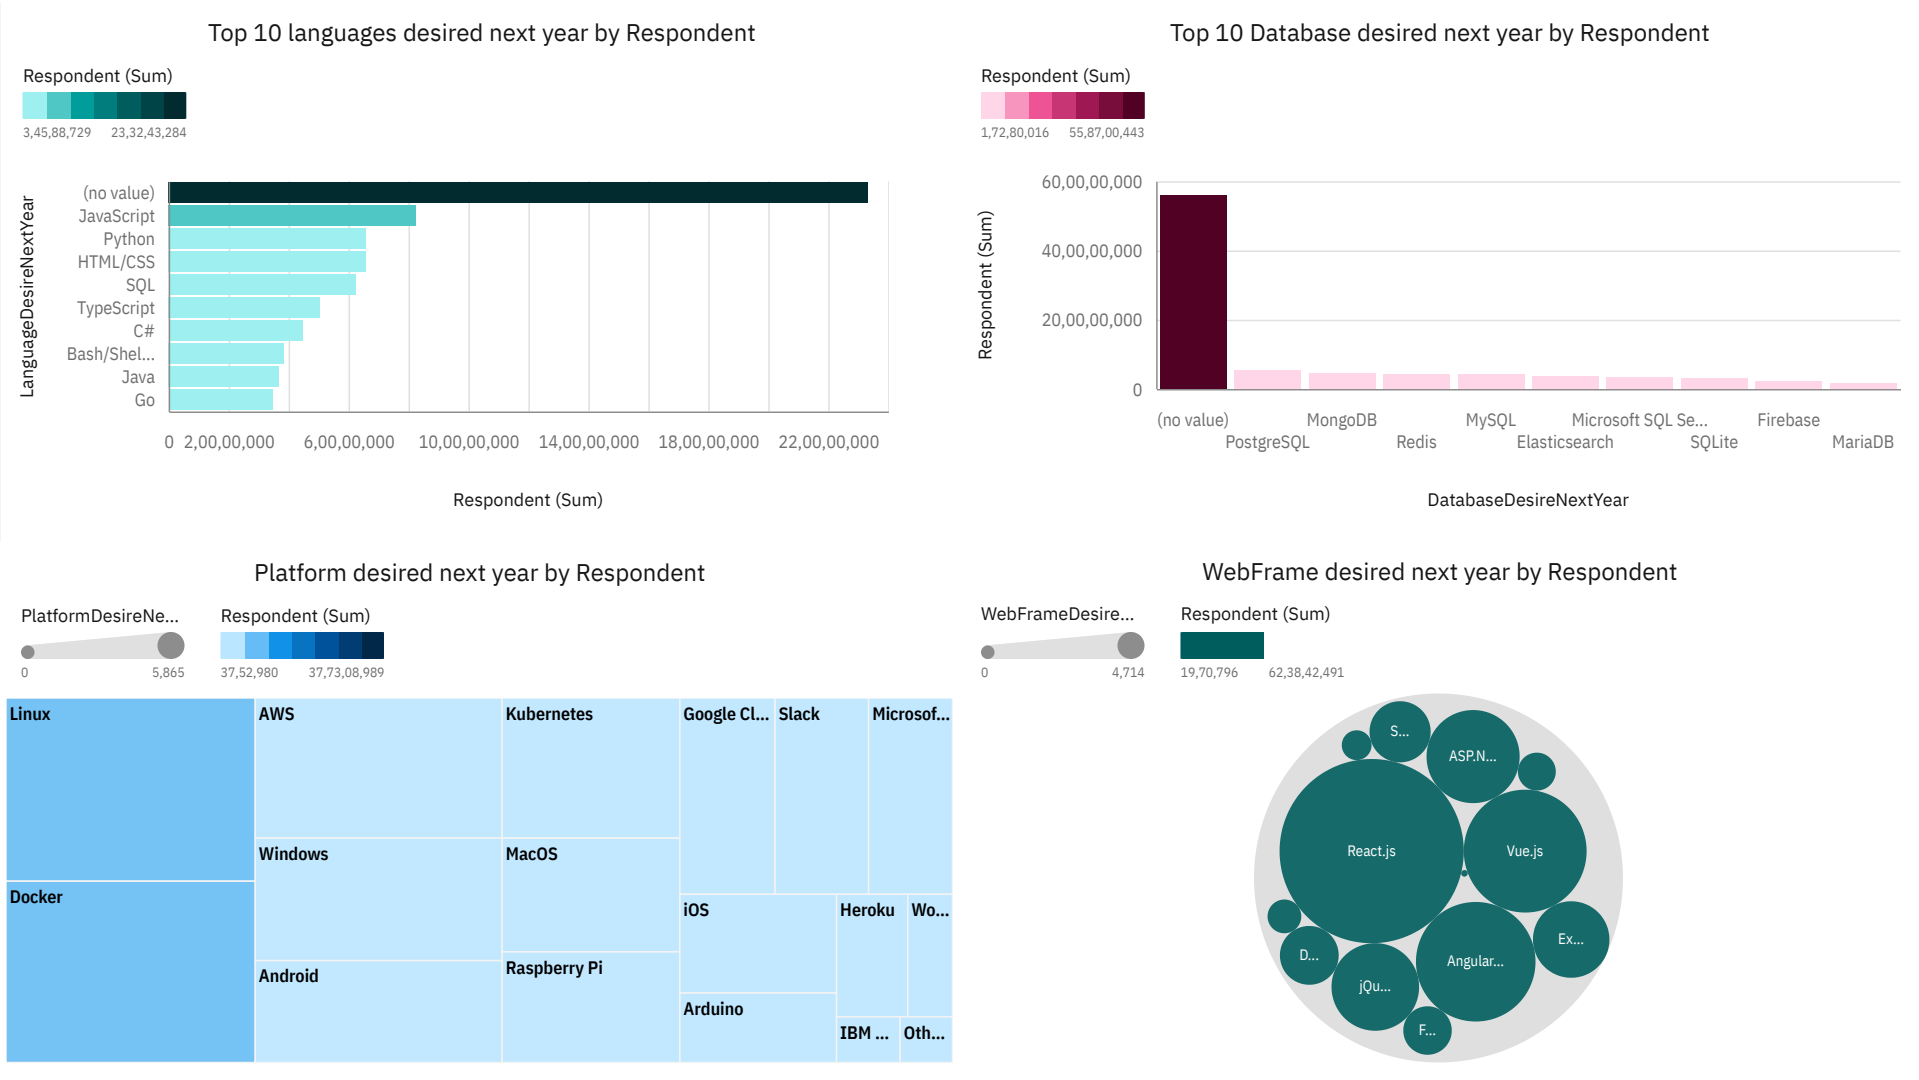 Top 10 languages desired next year by Respondent
Respondent (Sum)
3,45,88,729 23,32,43,284
LanguageDesireNextYear
(no value)
JavaScript
Python
HTML/CSS
SQL
TypeScript
C#
Bash/Shel...
Java
Go
0 2,00,00,000 6,00,00,000 10,00,00,000 14,00,00,000 18,00,00,000 22,00,00,000
Respondent (Sum)
Top 10 Database desired next year by Respondent
Respondent (Sum)
1,72,80,016 55,87,00,443
Respondent (Sum)
60,00,00,000
40,00,00,000
20,00,00,000
0
(no value) MongoDB MySQL Microsoft SQL Se... Firebase
PostgreSQL Redis Elasticsearch SQLite MariaDB
DatabaseDesireNextYear
Platform desired next year by Respondent
PlatformDesireNe... Respondent (Sum)
0 5,865 37,52,980 37,73,08,989
Linux AWS Kubernetes Google Cl... Slack Microsof...
Windows MacOS
Docker iOS Heroku Wo...
Android Raspberry Pi
Arduino
IBM ... Oth...
WebFrame desired next year by Respondent
WebFrameDesire... Respondent (Sum)
0 4,714 19,70,796 62,38,42,491
S...
ASP.N...
React.js Vue.js
Ex...
D... Angular...
jQu...
F...